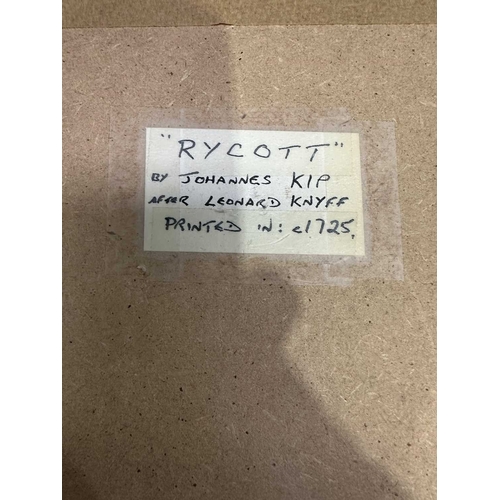 "RYCOTT"
BY JOHANNES KIP
AFTER LEONARD KNYFF
PRINTED IN: c1725.